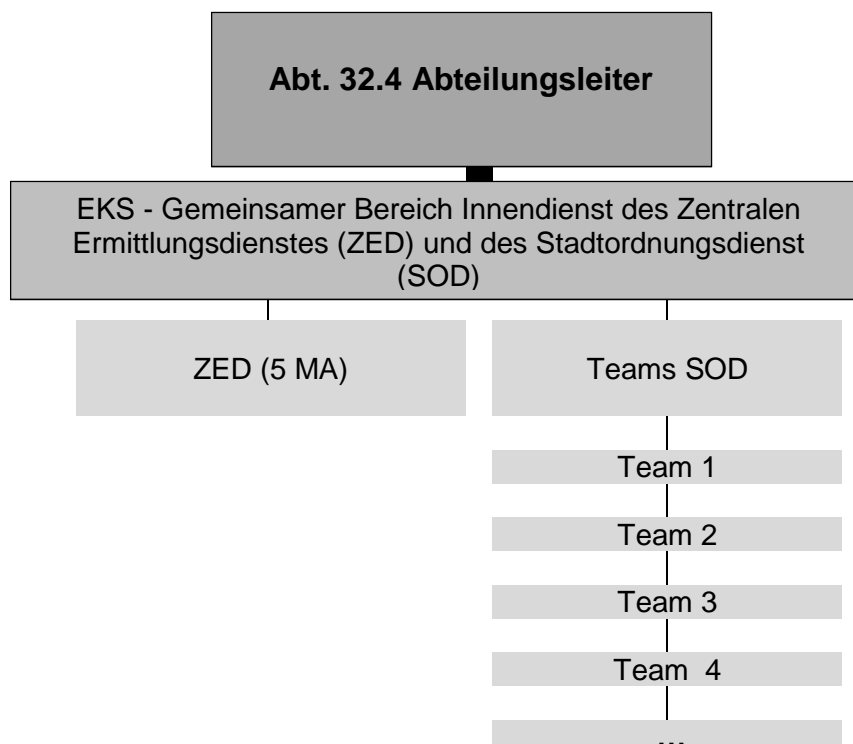 Abt. 32.4 Abteilungsleiter
EKS - Gemeinsamer Bereich Innendienst des Zentralen
Ermittlungsdienstes (ZED) und des Stadtordnungsdienst
(SOD)
ZED (5 MA)
Teams SOD
Team 1
Team 2
Team 3
Team  4
...